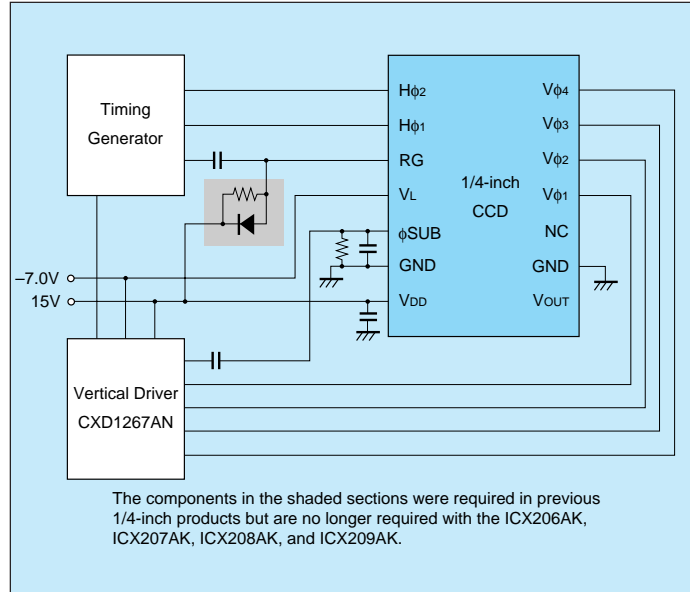 Timing
Generator
Hϕ2
Hϕ1
RG
VL
ϕSUB
GND
VDD
1/4-inch
CCD
Vϕ4
Vϕ3
Vϕ2
Vϕ1
NC
GND
VOUT
–7.0V
15V
Vertical Driver
CXD1267AN
The components in the shaded sections were required in previous
1/4-inch products but are no longer required with the ICX206AK,
ICX207AK, ICX208AK, and ICX209AK.